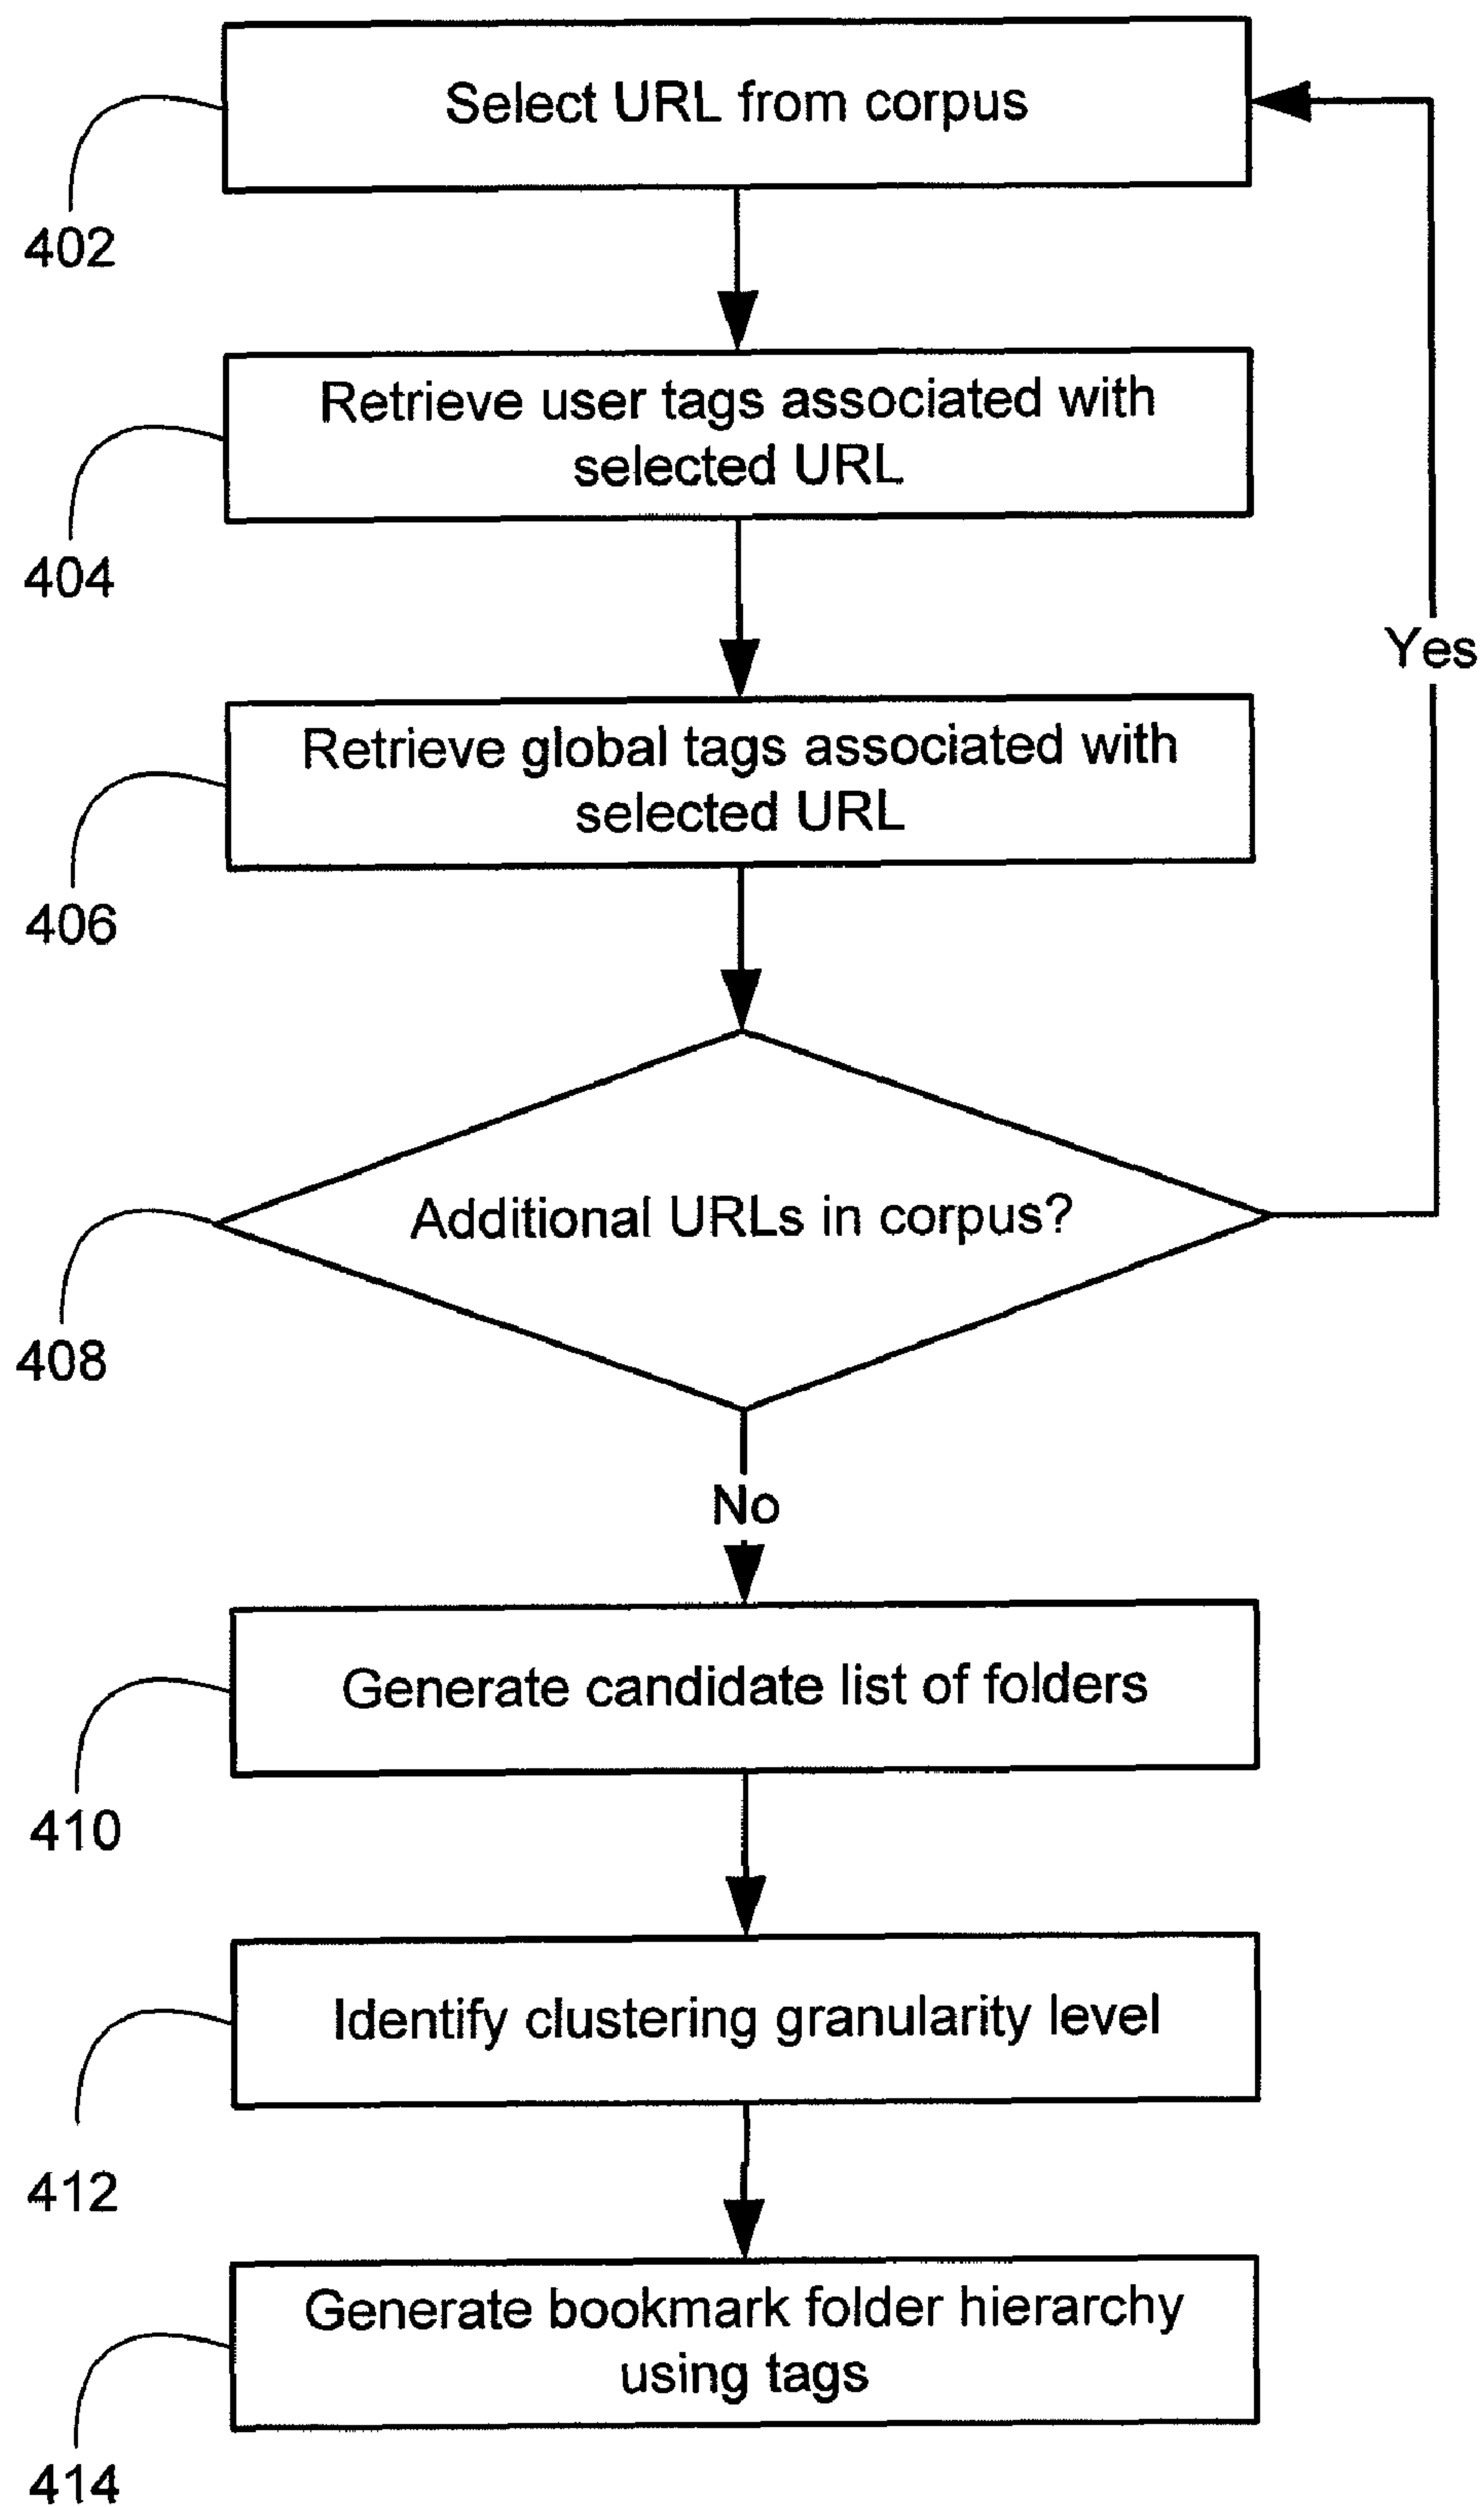 Select URL from corpus
402
Retrieve user tags associated with
selected URL
404
Yes
Retrieve global tags associated with
selected URL
406
Additional URLs in corpus?
408
No
Generate candidate list of folders
410
Identify clustering granularity level
412
Generate bookmark folder hierarchy
using tags
414